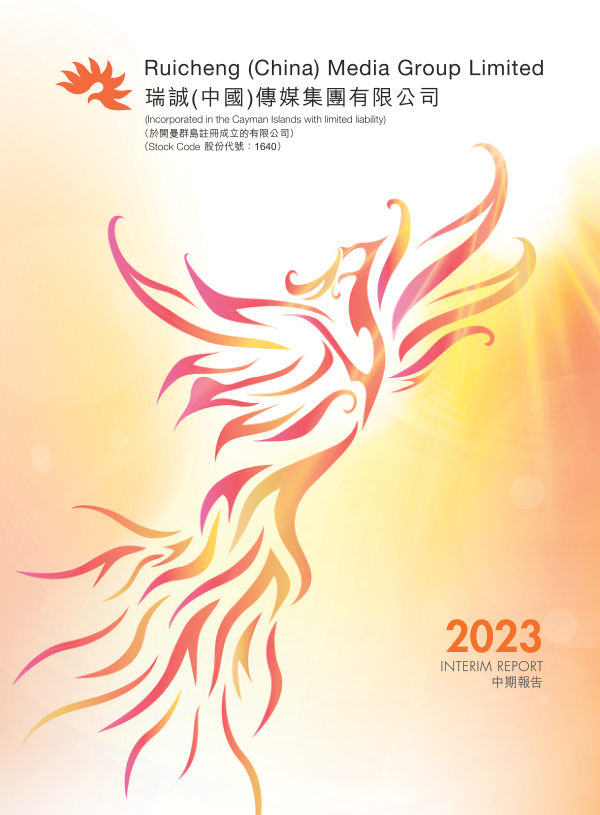 Ruicheng (China) Media Group Limited
瑞誠(中國)傳媒集團有限公司
(Incorporated in the Cayman Islands with limited liability)
（於開曼群島註冊成立的有限公司）
（Stock Code 股份代號：1640）
2023
INTERIM REPORT
中期報告